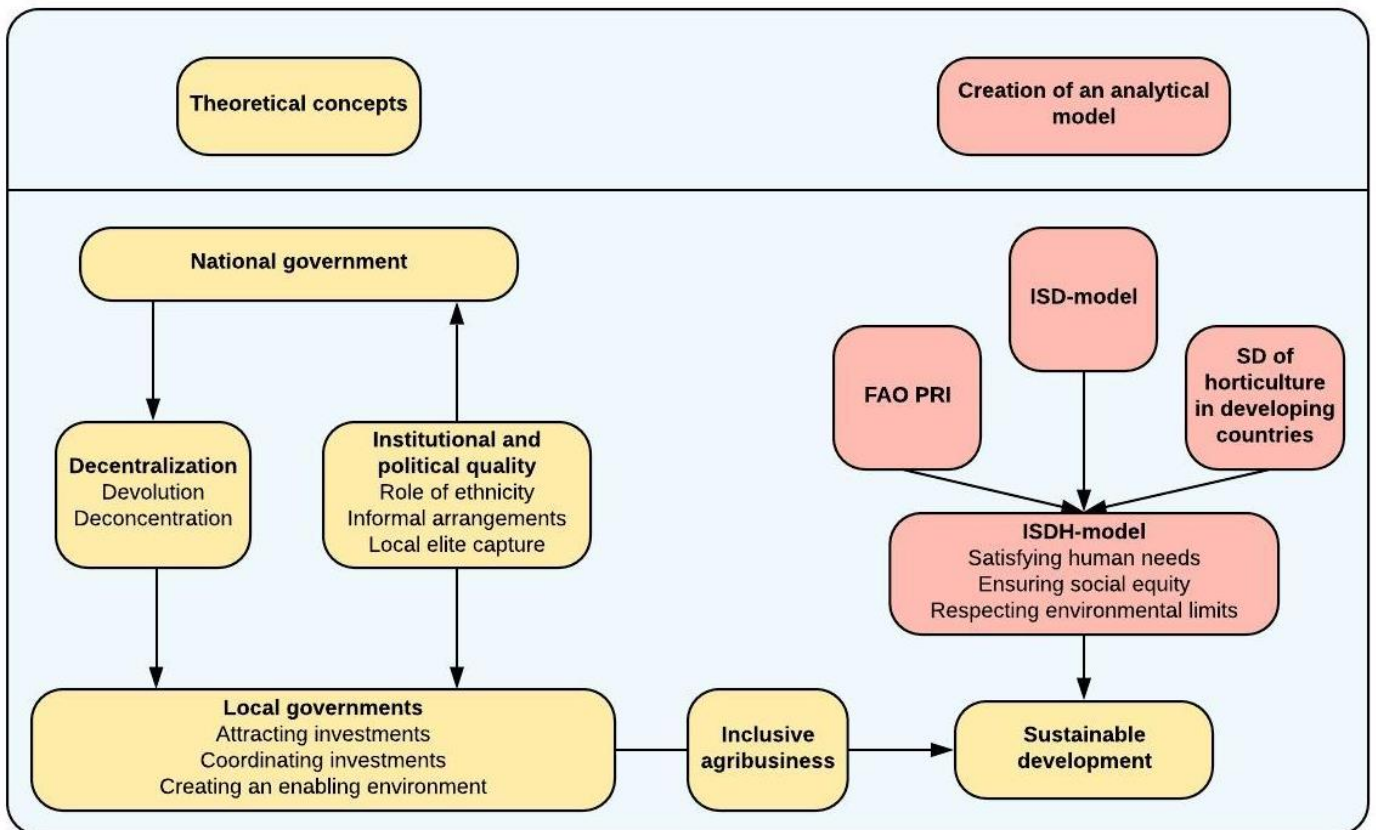 Theoretical concepts
Creation of an analytical
model
National government
Decentralization
Devolution
Deconcentration
Institutional and
political quality
Role of ethnicity
Informal arrangements
Local elite capture
Local governments
Attracting investments
Coordinating investments
Creating an enabling environment
Inclusive
agribusiness
ISD-model
FAO PRI
SD of
horticulture
in developing
countries
ISDH-model
Satisfying human needs
Ensuring social equity
Respecting environmental limits
Sustainable
development